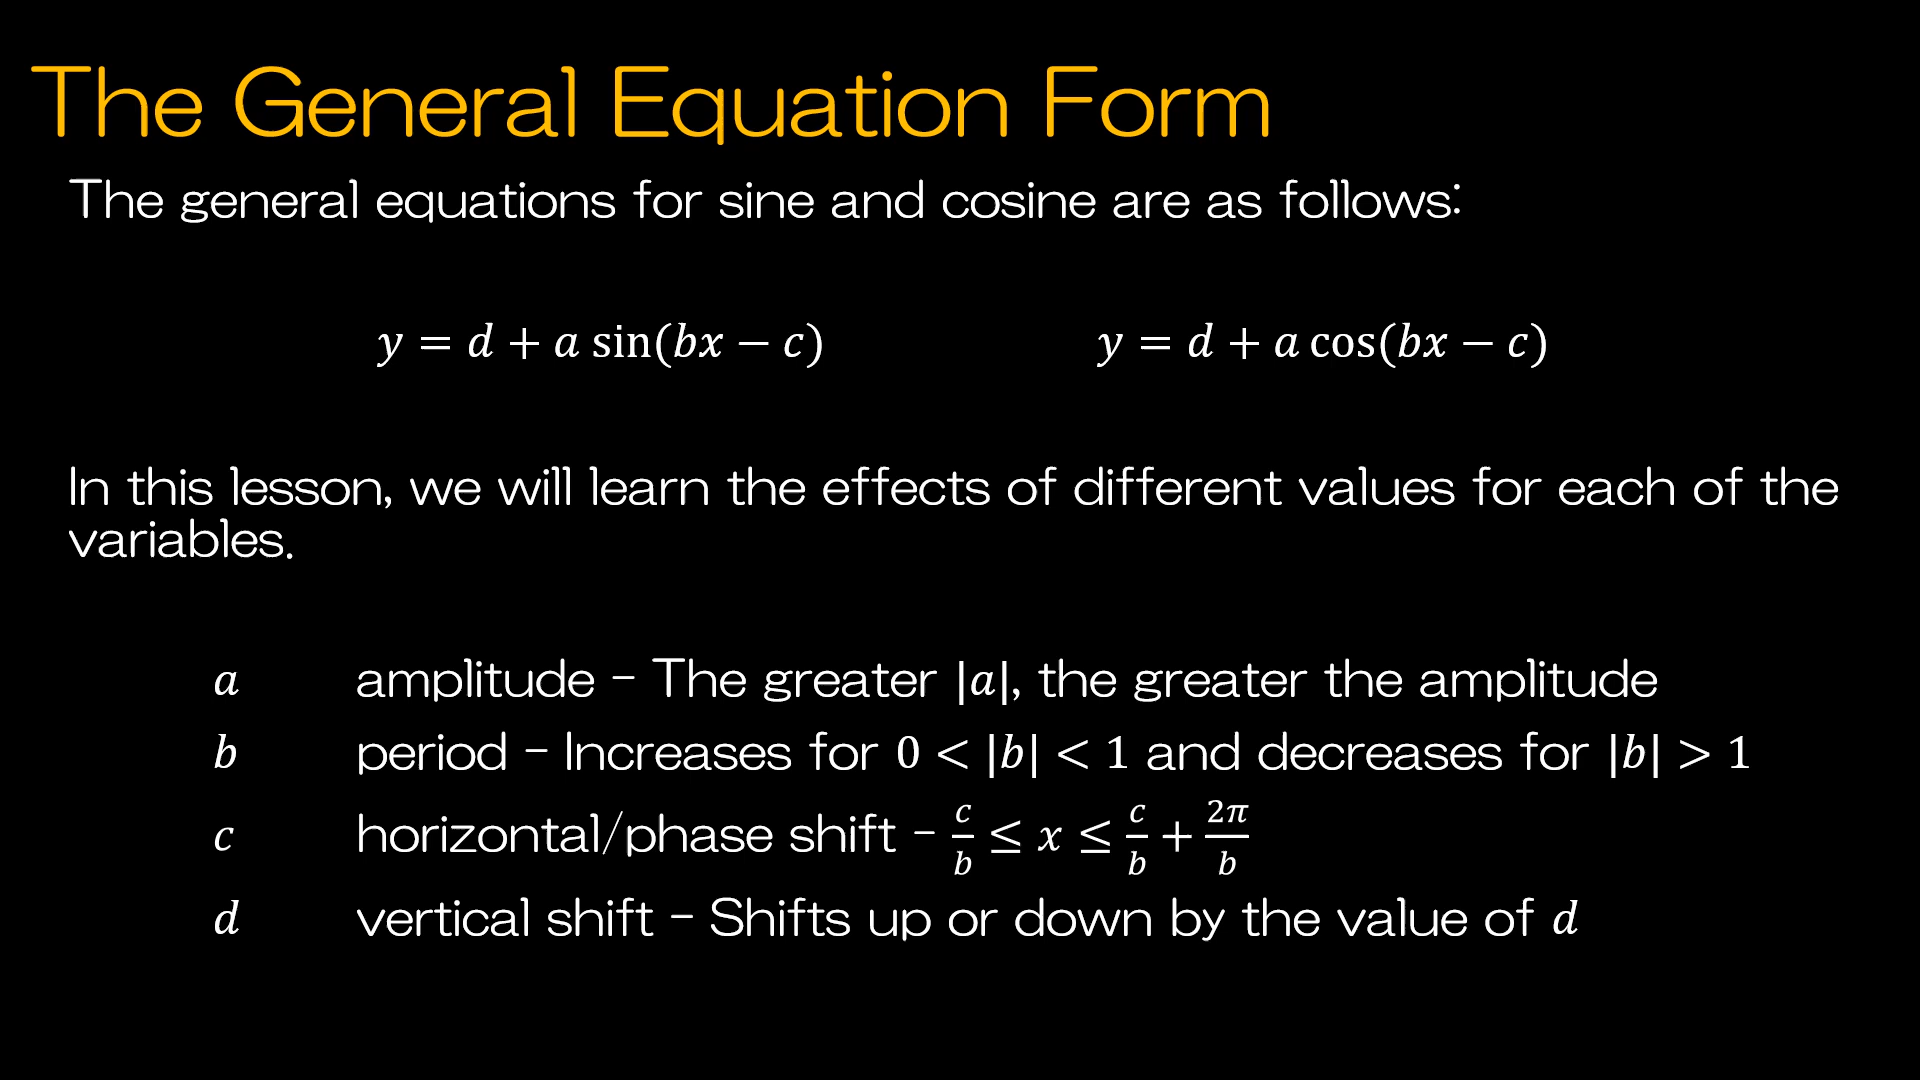 The General Equation Form
The general equations for sine and cosine are as follows:
y = d + a sin(bx − c) y = d + a cos(bx − c)
In this lesson, we will learn the effects of different values for each of the
variables.
a amplitude – The greater |a|, the greater the amplitude
b period – Increases for 0 < |b| < 1 and decreases for |b| > 1
c horizontal/phase shift – c/b ≤ x ≤ c/b + 2π/b
d vertical shift – Shifts up or down by the value of d